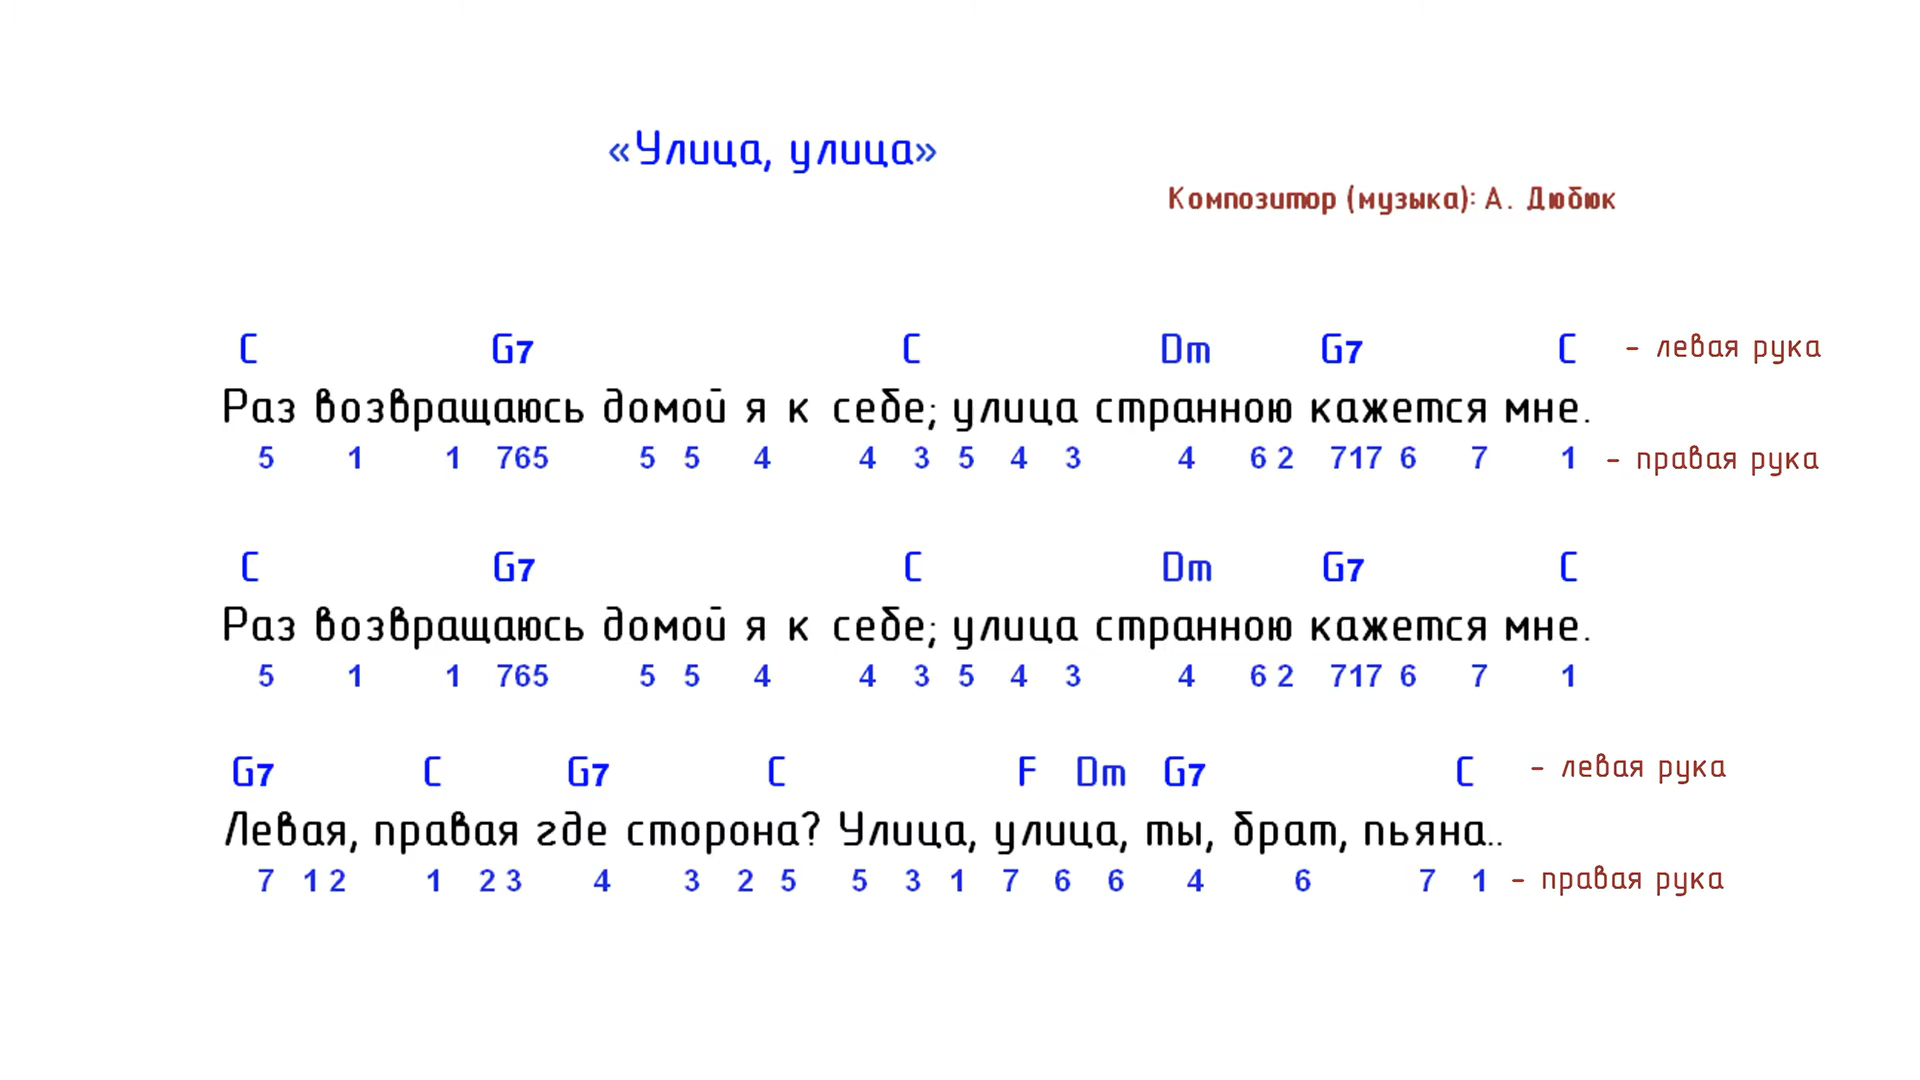 «Улица, улица»
Композитор (музыка): А. Дюбюк
C G7 C Dm G7 C - левая рука
Раз возвращаюсь домой я к себе; улица странною кажется мне.
5 1 1 765 5 5 4 4 3 5 4 3 4 6 2 717 6 7 1 - правая рука
C G7 C Dm G7 C
Раз возвращаюсь домой я к себе; улица странною кажется мне.
5 1 1 765 5 5 4 4 3 5 4 3 4 6 2 717 6 7 1
G7 C G7 C F Dm G7 C - левая рука
Левая, правая где сторона? Улица, улица, ты, брат, пьяна..
7 1 2 1 2 3 4 3 2 5 5 3 1 7 6 6 4 6 7 1 - правая рука